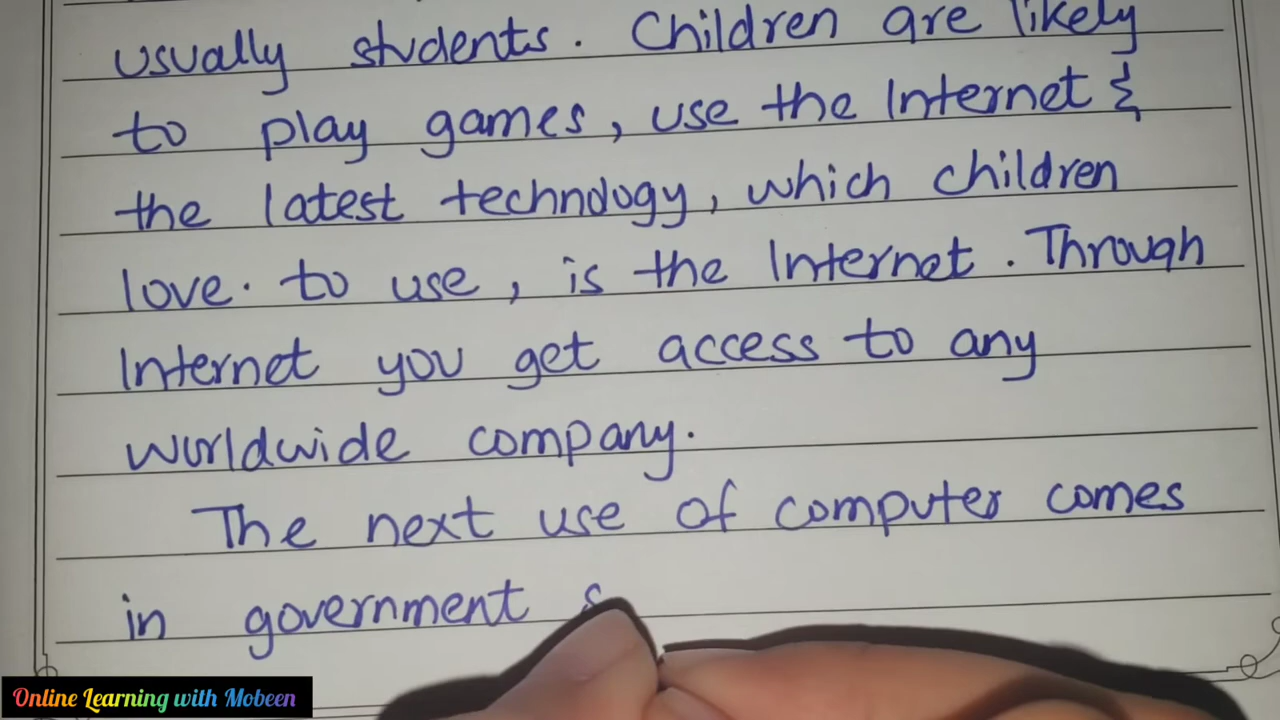 usually students. Children are likely
to play games, use the Internet &
the latest technology, which children
love. to use, is the Internet. Through
Internet you get access to any
worldwide company.
The next use of computer comes
in government
Online Learning with Mobeen